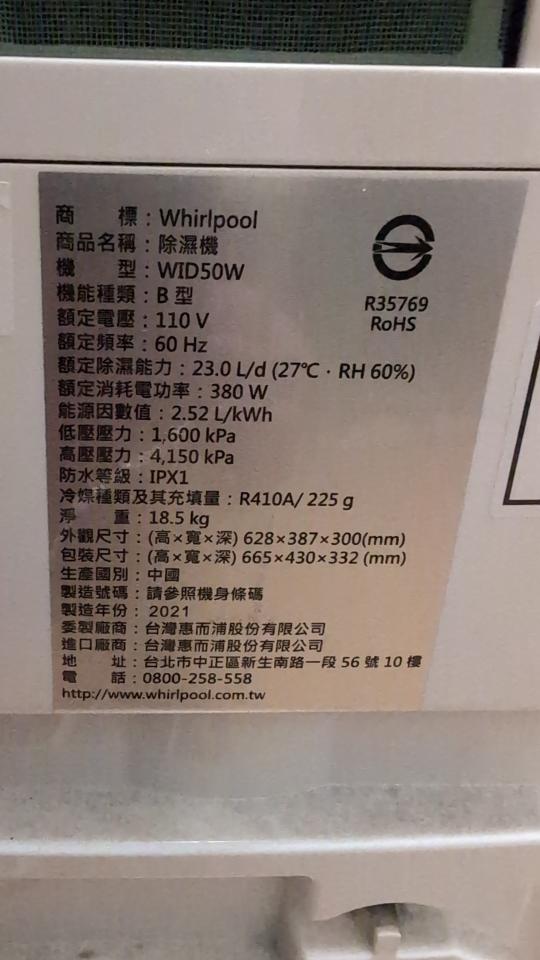 商 標：Whirlpool
商品名稱：除濕機
機 型：WID50W
機能種類：B 型
額定電壓：110 V
額定頻率：60 Hz
額定除濕能力：23.0 L/d (27℃．RH 60%)
額定消耗電功率：380 W
能源因數值：2.52 L/kWh
低壓壓力：1,600 kPa
高壓壓力：4,150 kPa
防水等級：IPX1
冷媒種類及其充填量：R410A/ 225 g
淨 重：18.5 kg
外觀尺寸：(高×寬×深) 628×387×300(mm)
包裝尺寸：(高×寬×深) 665×430×332 (mm)
生產國別：中國
製造號碼：請參照機身條碼
製造年份：2021
委製廠商：台灣惠而浦股份有限公司
進口廠商：台灣惠而浦股份有限公司
地 址：台北市中正區新生南路一段 56 號 10 樓
電 話：0800-258-558
http://www.whirlpool.com.tw
R35769
RoHS